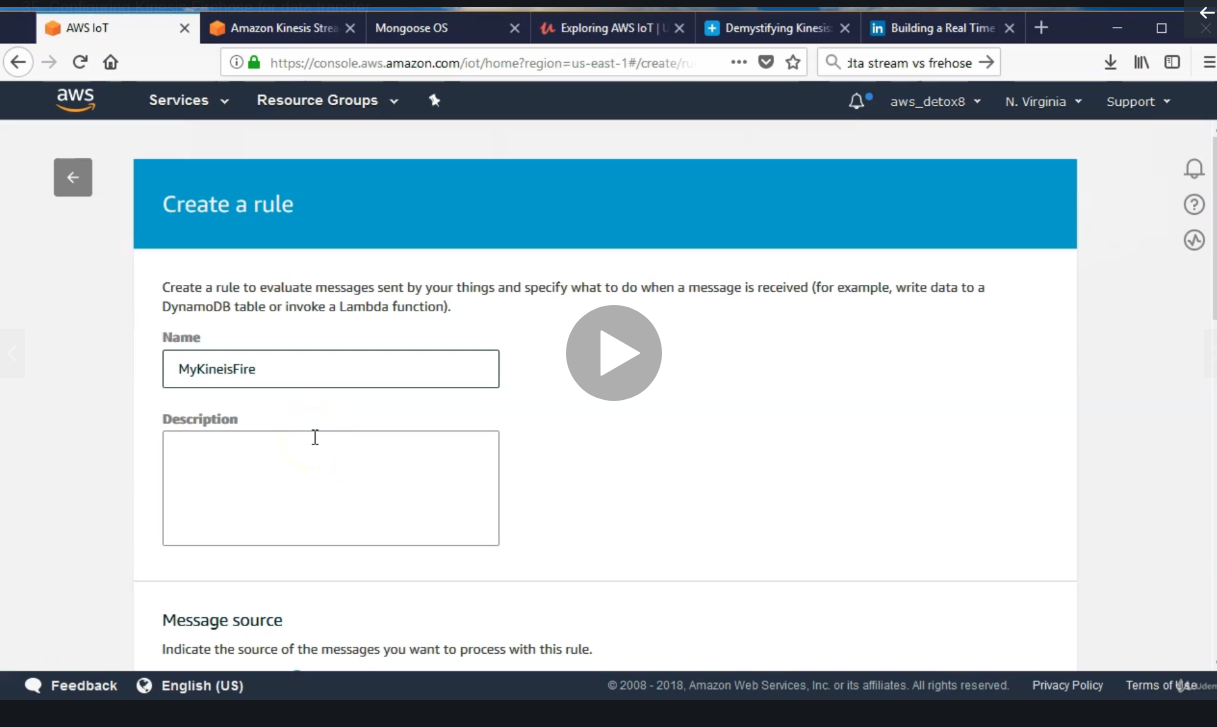 AWS IoT
Amazon Kinesis Strea
Mongoose OS
Exploring AWS IoT | U
Demystifying Kinesis
in Building a Real Time
https://console.aws.amazon.com/iot/home?region=us-east-1#/create/ru
dta stream vs frehose
aws
Services
Resource Groups
aws_detox8
N. Virginia
Support
Create a rule
Create a rule to evaluate messages sent by your things and specify what to do when a message is received (for example, write data to a
DynamoDB table or invoke a Lambda function).
Name
MyKineisFire
Description
Message source
Indicate the source of the messages you want to process with this rule.
Feedback
English (US)
© 2008 - 2018, Amazon Web Services, Inc. or its affiliates. All rights reserved.
Privacy Policy
Terms of Use